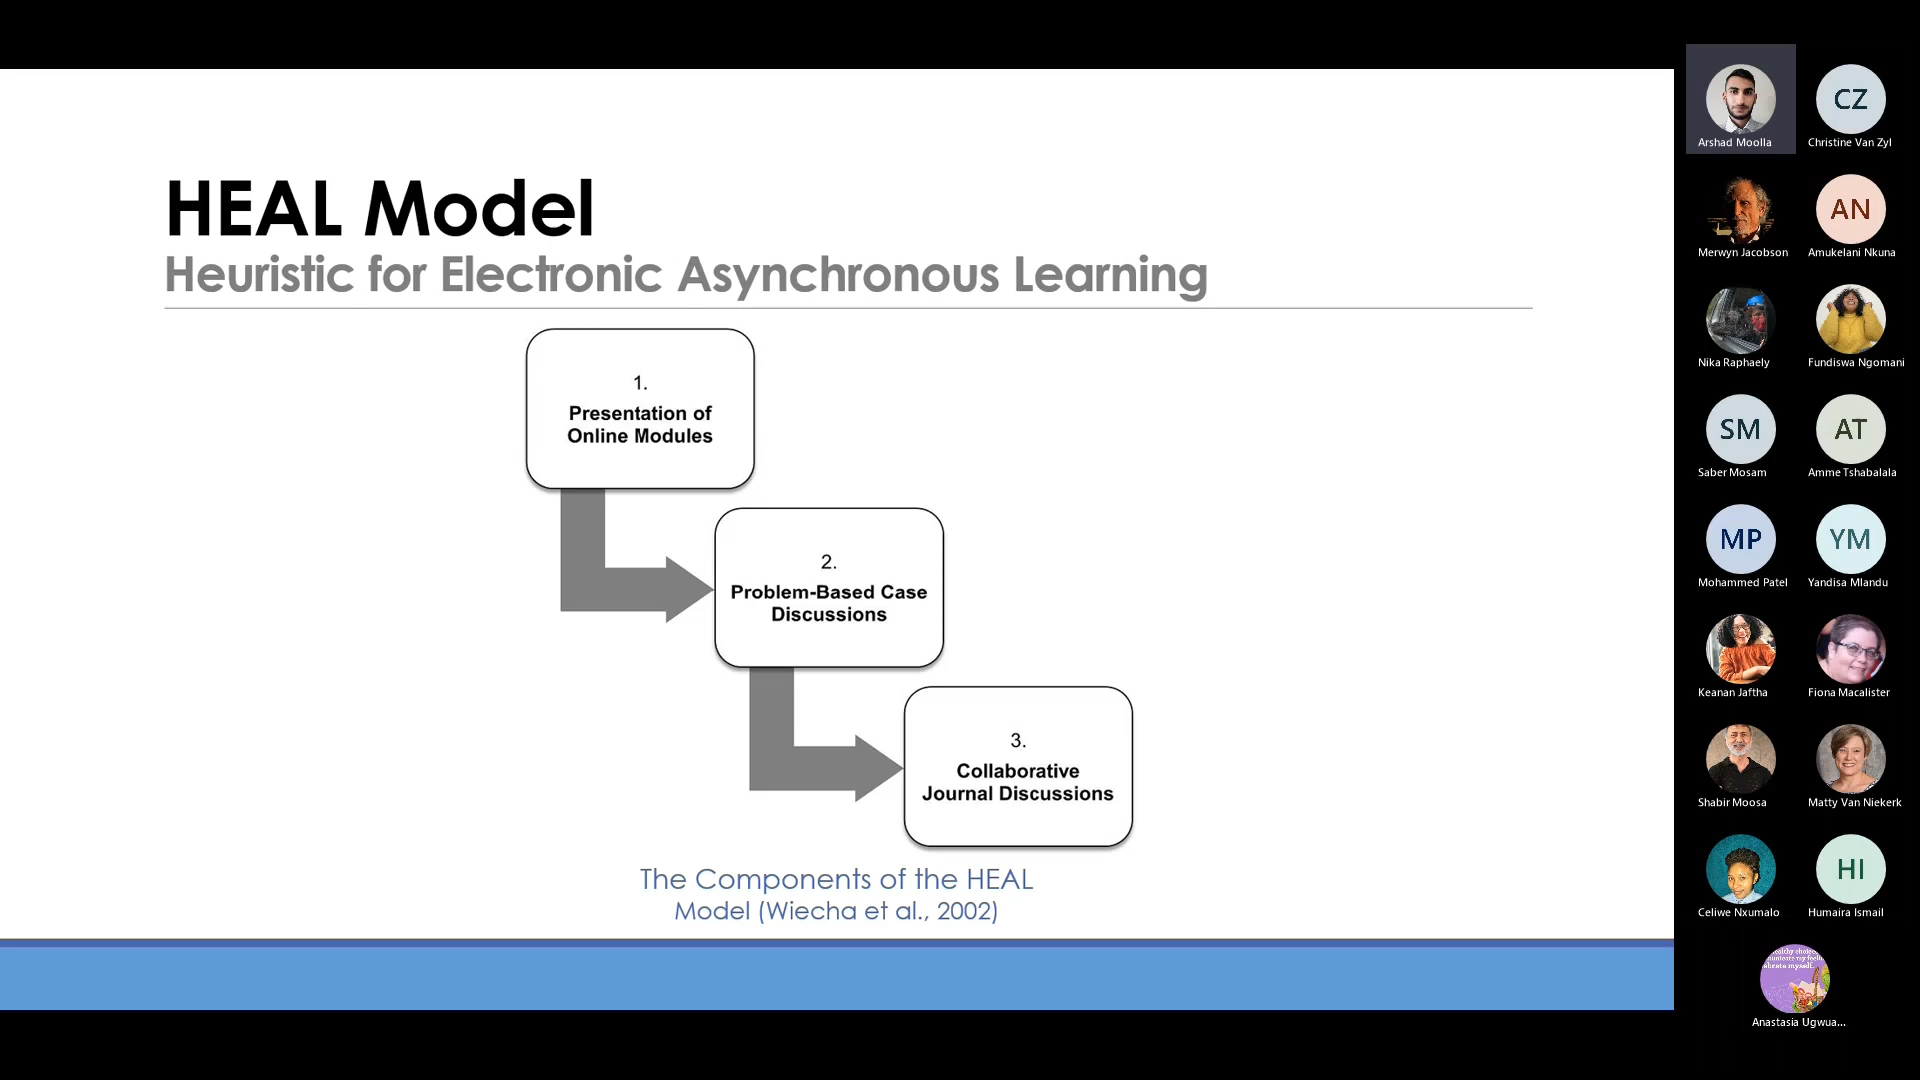 HEAL Model
Heuristic for Electronic Asynchronous Learning
1.
Presentation of
Online Modules
2.
Problem-Based Case
Discussions
3.
Collaborative
Journal Discussions
The Components of the HEAL
Model (Wiecha et al., 2002)
Arshad Moolla
CZ
Christine Van Zyl
Merwyn Jacobson
AN
Amukelani Nkuna
Nika Raphaely
Fundiswa Ngomani
SM
Saber Mosam
AT
Amme Tshabalala
MP
Mohammed Patel
YM
Yandisa Mlandu
Keanan Jaftha
Fiona Macalister
Shabir Moosa
Matty Van Niekerk
Celiwe Nxumalo
HI
Humaira Ismail
Anastasia Ugwua...